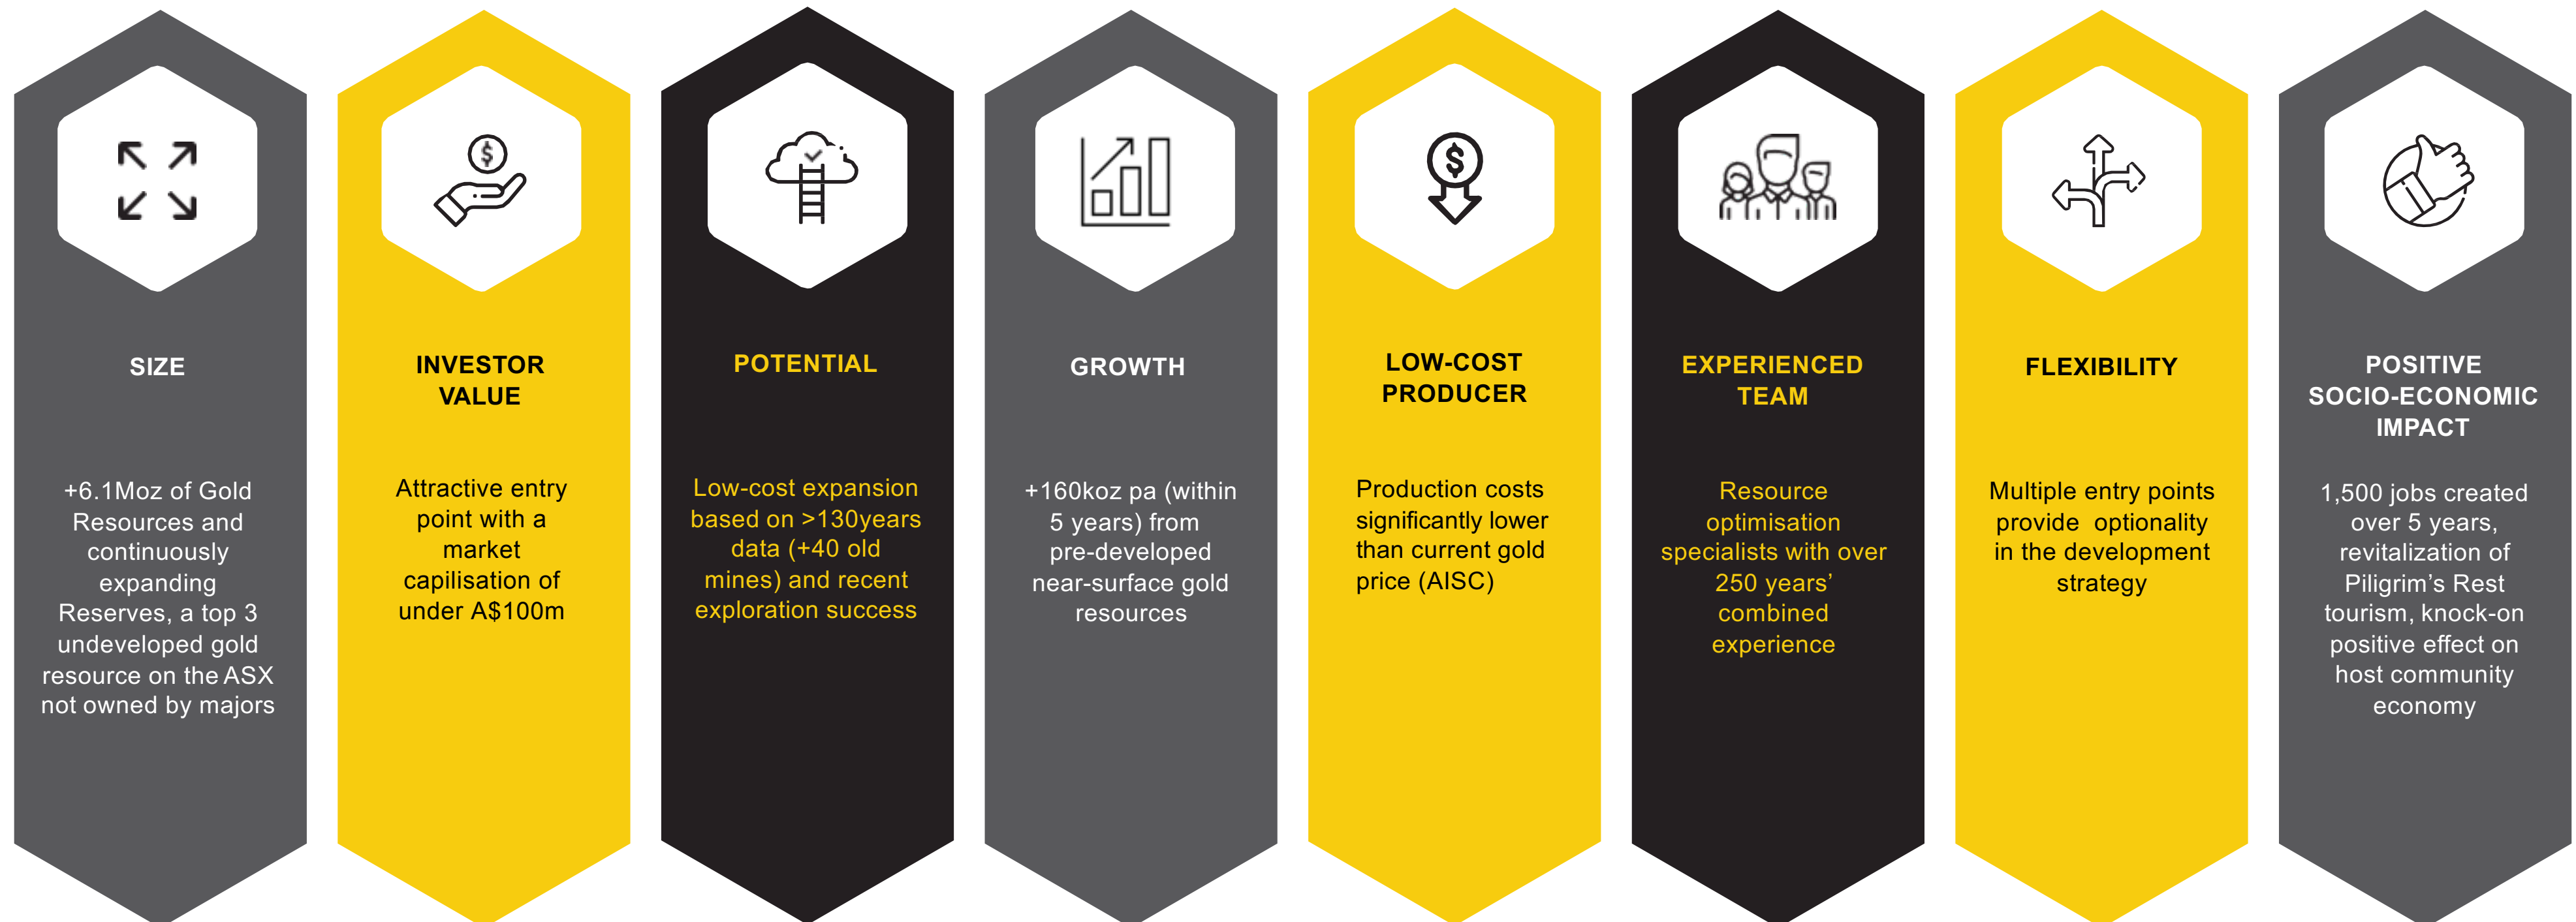 SIZE
+6.1Moz of Gold
Resources and
continuously
expanding
Reserves, a top 3
undeveloped gold
resource on the ASX
not owned by majors
INVESTOR
VALUE
Attractive entry
point with a
market
capilisation of
under A$100m
POTENTIAL
Low-cost expansion
based on >130years
data (+40 old
mines) and recent
exploration success
GROWTH
+160koz pa (within
5 years) from
pre-developed
near-surface gold
resources
LOW-COST
PRODUCER
Production costs
significantly lower
than current gold
price (AISC)
EXPERIENCED
TEAM
Resource
optimisation
specialists with over
250 years’
combined
experience
FLEXIBILITY
Multiple entry points
provide optionality
in the development
strategy
POSITIVE
SOCIO-ECONOMIC
IMPACT
1,500 jobs created
over 5 years,
revitalization of
Piligrim’s Rest
tourism, knock-on
positive effect on
host community
economy